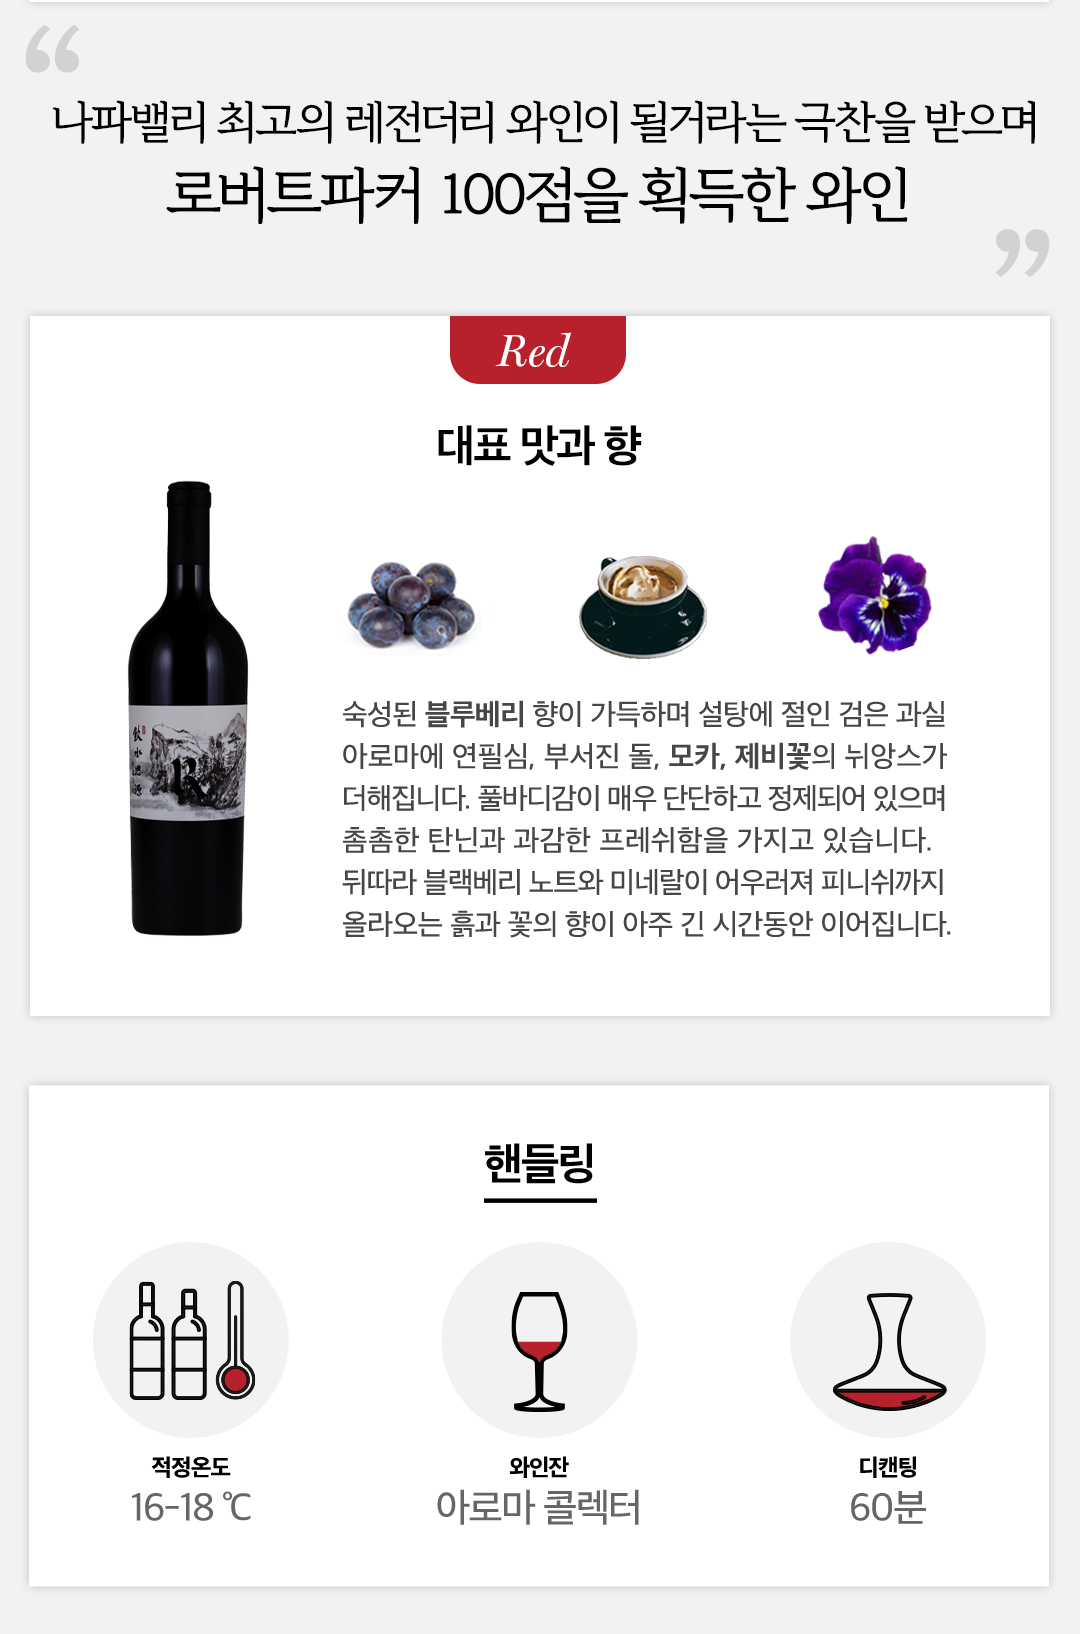 “
나파밸리 최고의 레전더리 와인이 될거라는 극찬을 받으며
로버트파커 100점을 획득한 와인
”
Red
대표 맛과 향
飲水思源
R
숙성된 블루베리 향이 가득하며 설탕에 절인 검은 과실
아로마에 연필심, 부서진 돌, 모카, 제비꽃의 뉘앙스가
더해집니다. 풀바디감이 매우 단단하고 정제되어 있으며
촘촘한 탄닌과 과감한 프레쉬함을 가지고 있습니다.
뒤따라 블랙베리 노트와 미네랄이 어우러져 피니쉬까지
올라오는 흙과 꽃의 향이 아주 긴 시간동안 이어집니다.
핸들링
적정온도
16-18 ℃
와인잔
아로마 콜렉터
디캔팅
60분